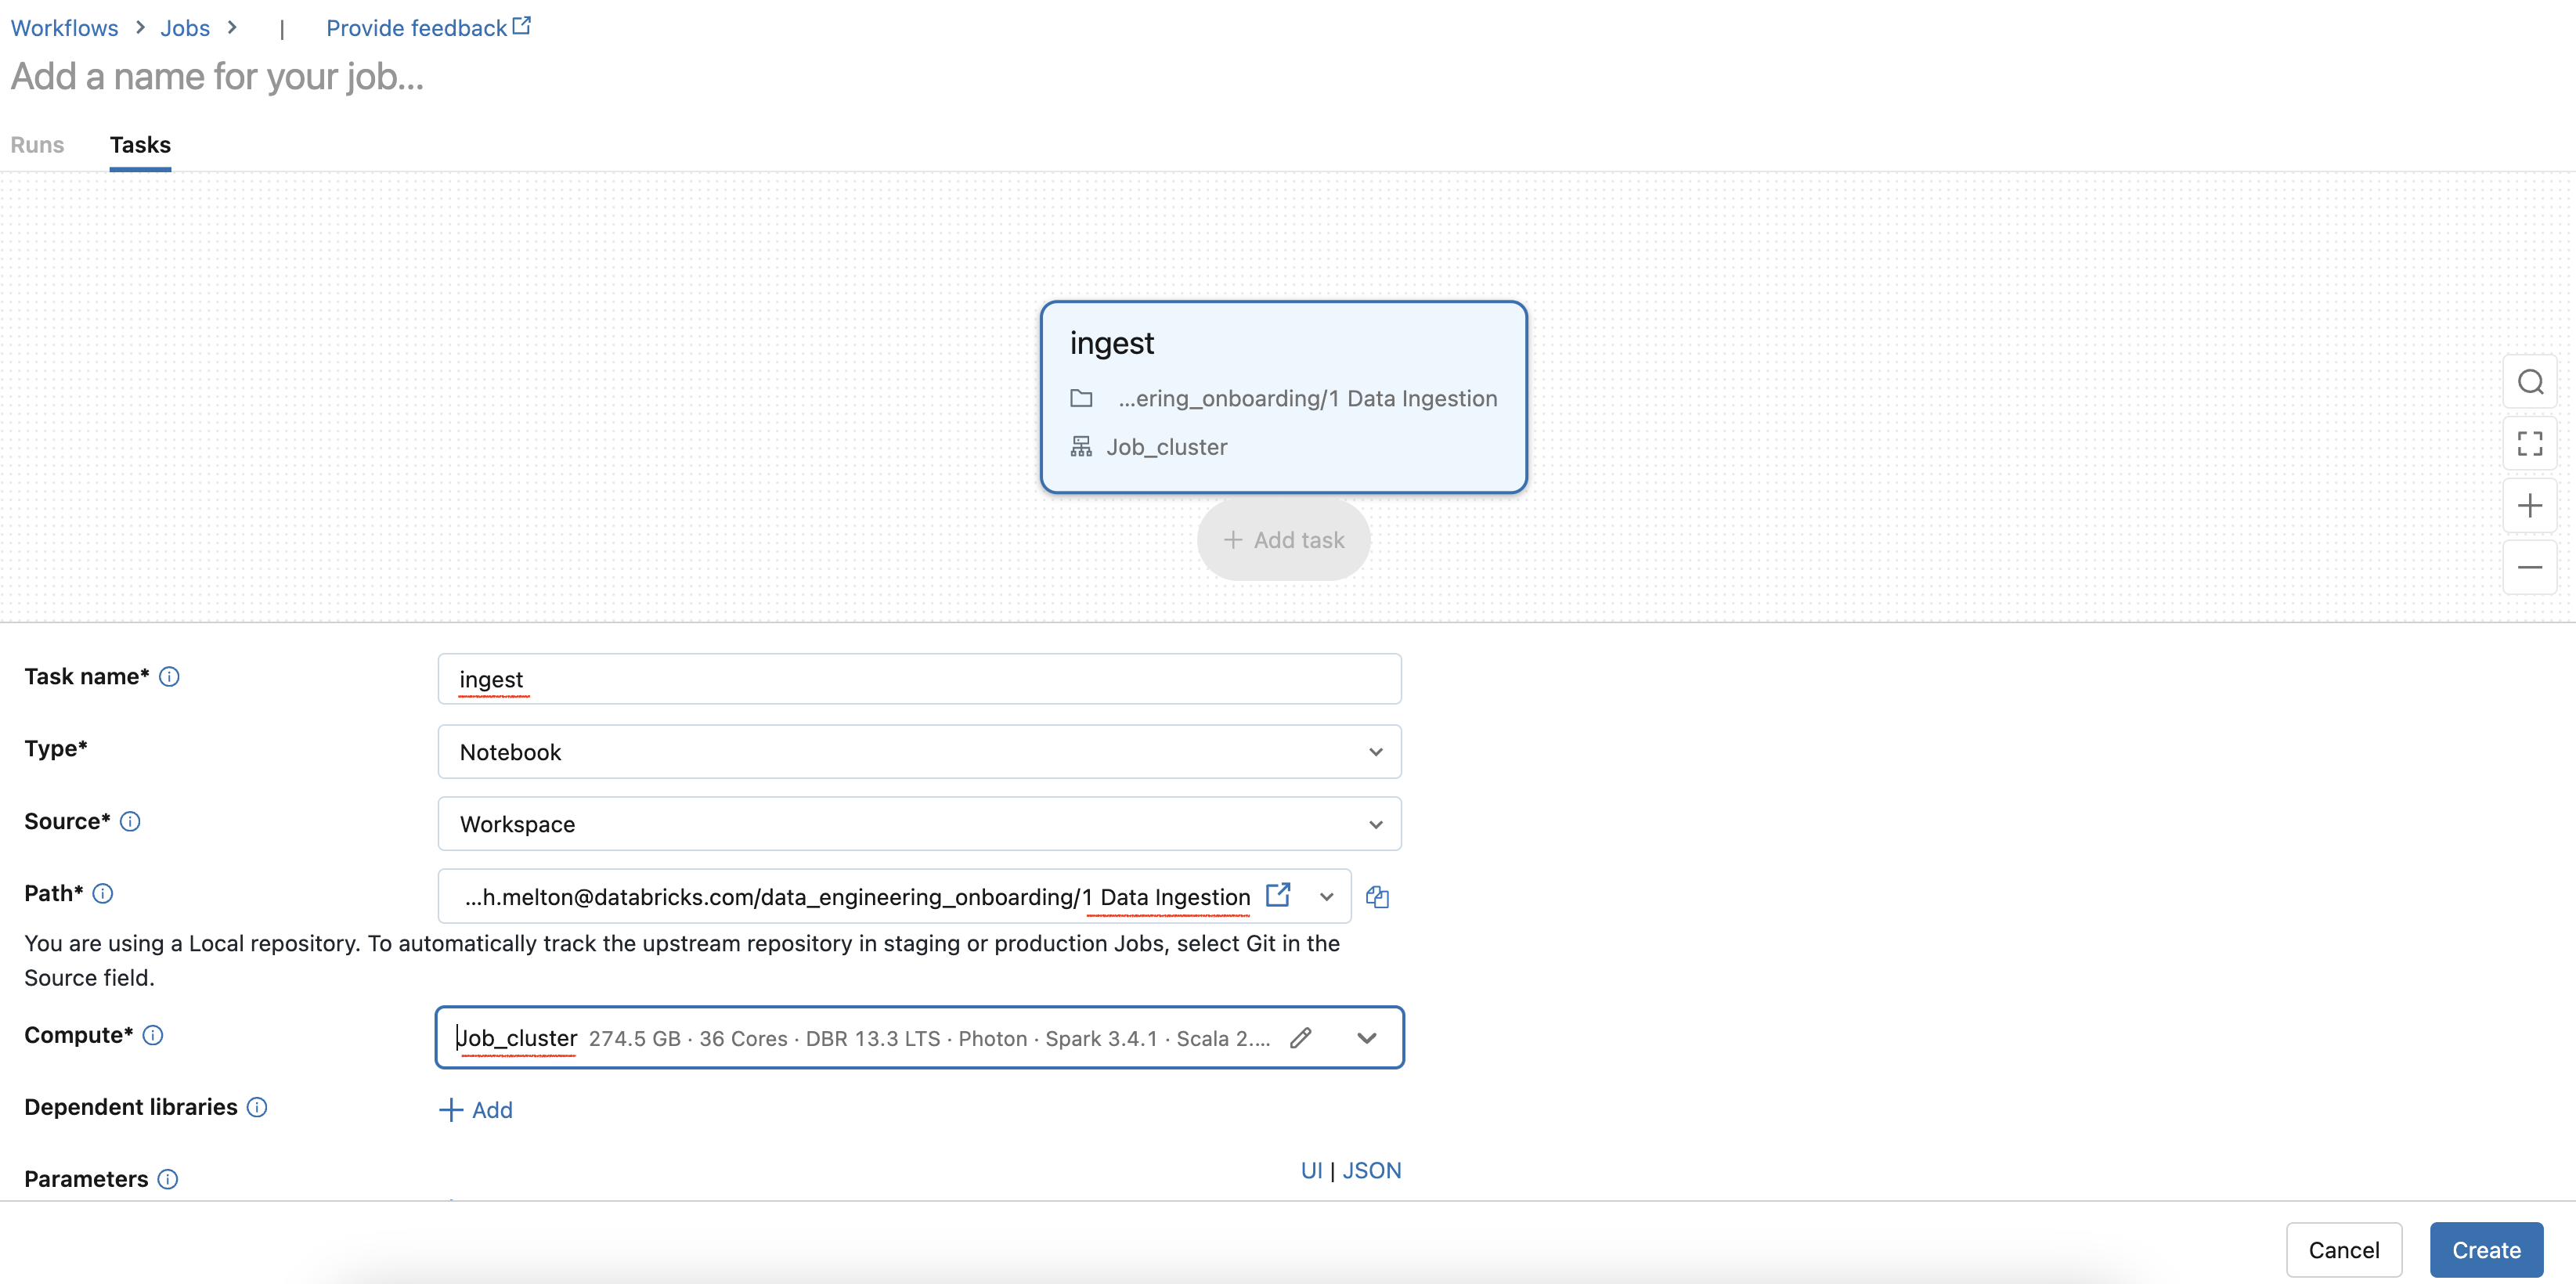 Workflows > Jobs > | Provide feedback
Add a name for your job...
Runs Tasks
ingest
...ering_onboarding/1 Data Ingestion
Job_cluster
+ Add task
Task name* ingest
Type* Notebook
Source* Workspace
Path* ...h.melton@databricks.com/data_engineering_onboarding/1 Data Ingestion
You are using a Local repository. To automatically track the upstream repository in staging or production Jobs, select Git in the
Source field.
Compute* Job_cluster 274.5 GB · 36 Cores · DBR 13.3 LTS · Photon · Spark 3.4.1 · Scala 2....
Dependent libraries + Add
Parameters UI | JSON
Cancel Create